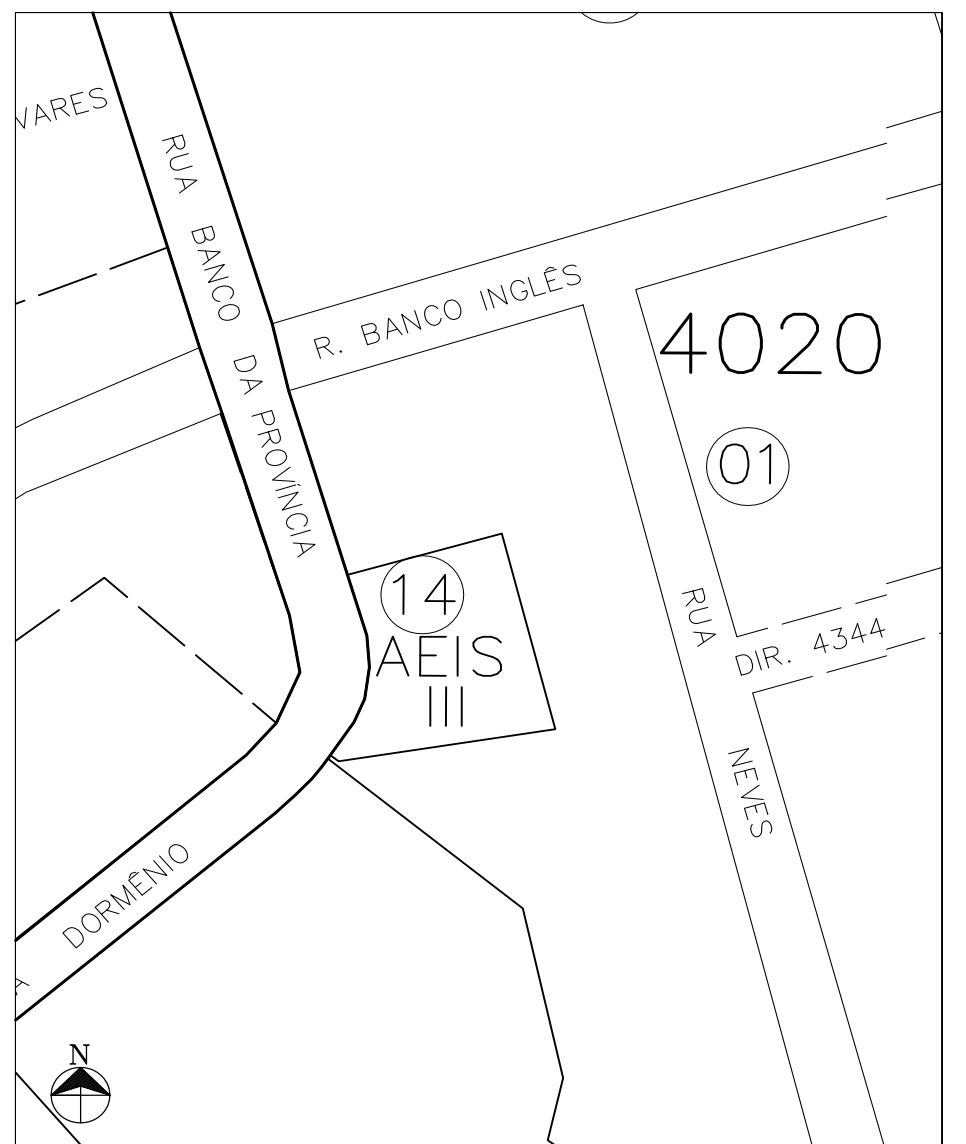 VARES
RUA BANCO DA PROVÍNCIA
R. BANCO INGLÊS
4020
01
14
AEIS
III
RUA NEVES
DIR. 4344
DORMÊNIO
A
N